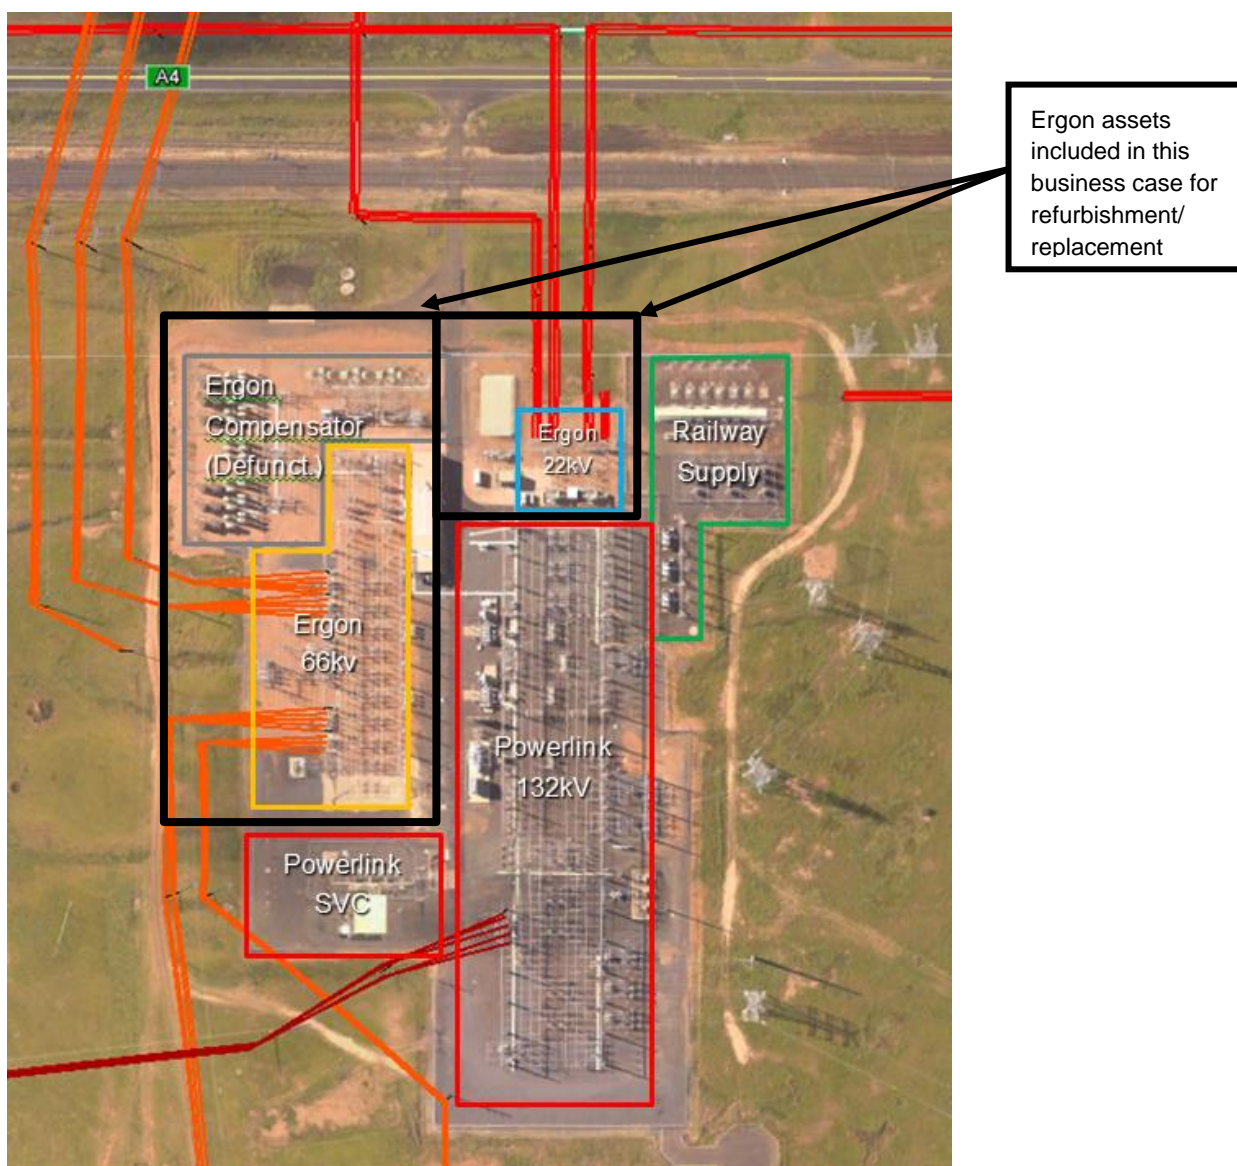 A4
Ergon assets
included in this
business case for
refurbishment/
replacement
Ergon
Compensator
(Defunct.)
Ergon
22kV
Railway
Supply
Ergon
66kv
Powerlink
132kV
Powerlink
SVC